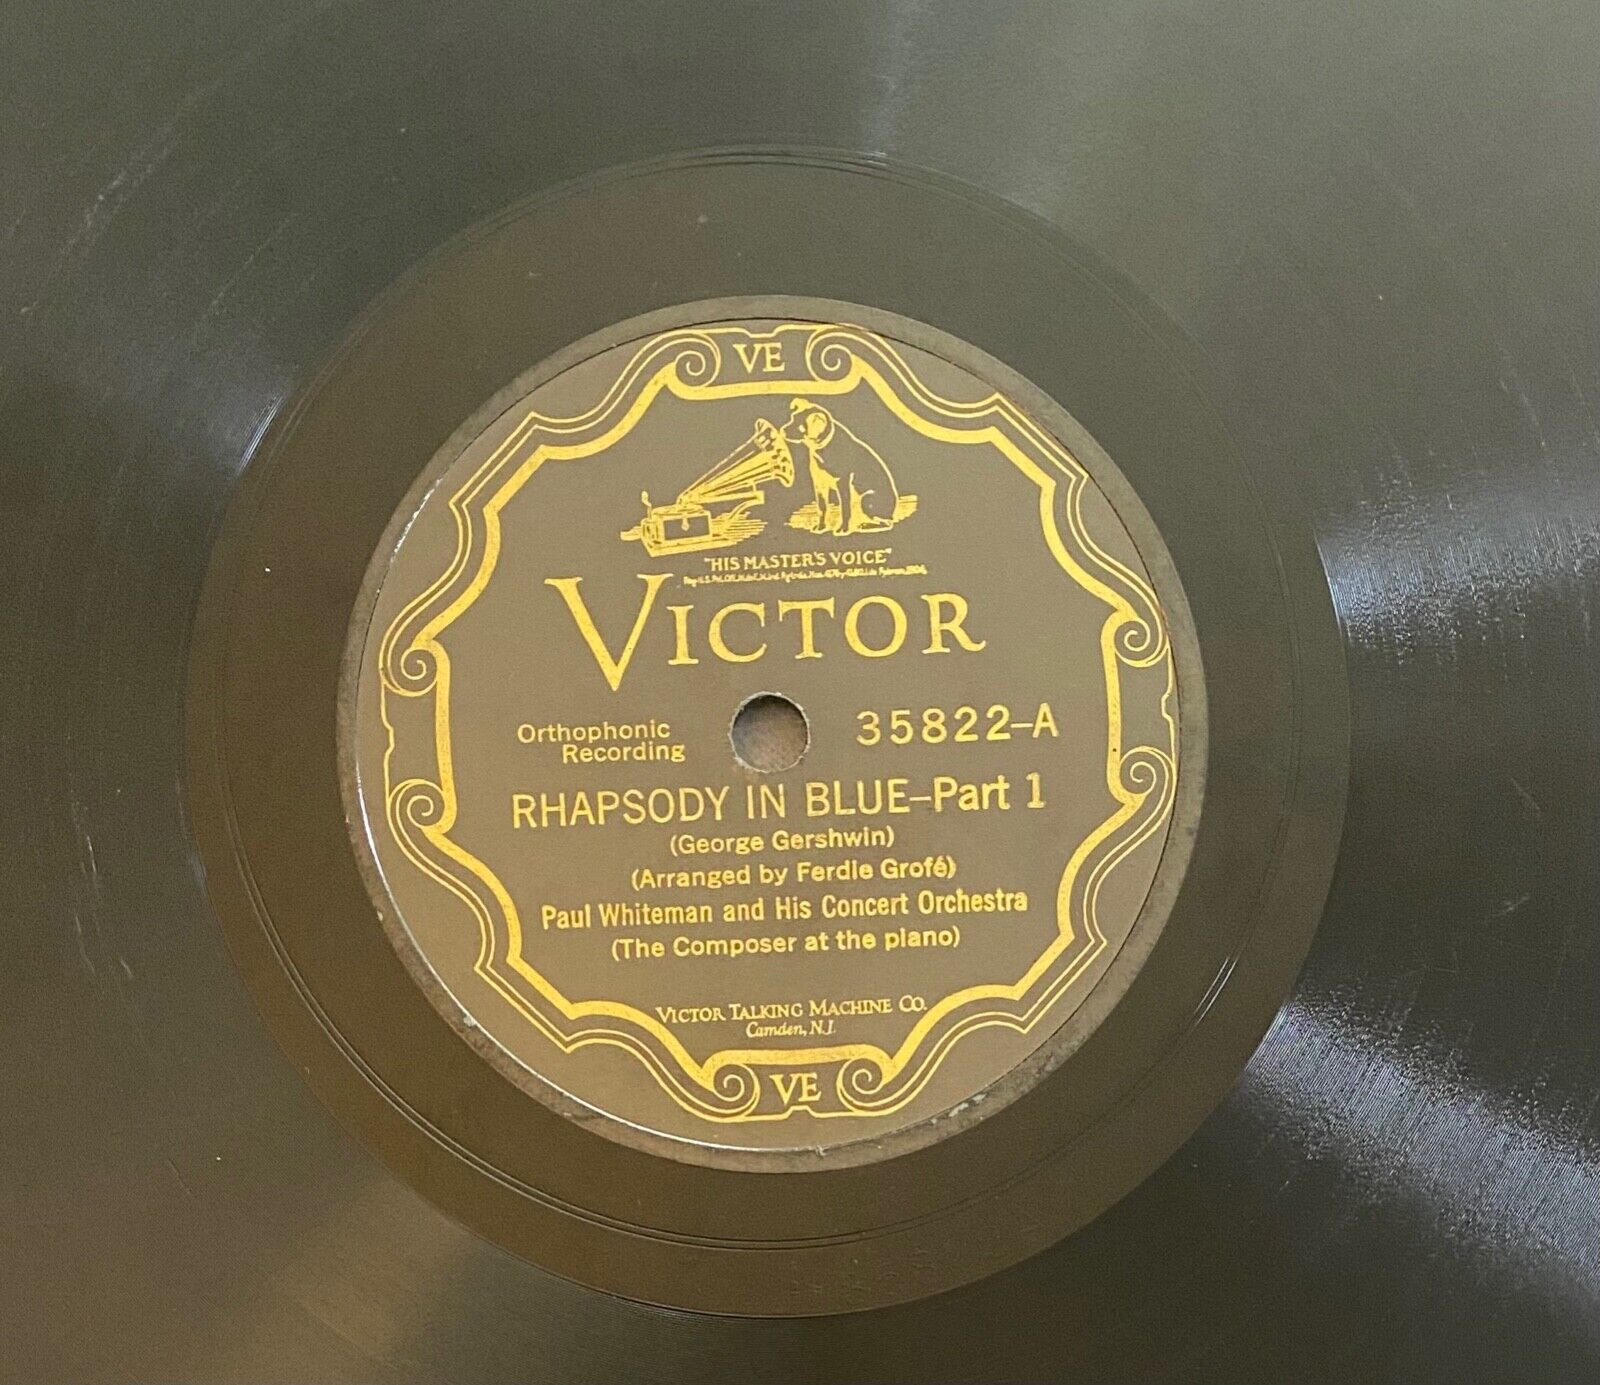 VE
"HIS MASTER'S VOICE"
VICTOR
Orthophonic
Recording
35822-A
RHAPSODY IN BLUE–Part 1
(George Gershwin)
(Arranged by Ferdie Grofé)
Paul Whiteman and His Concert Orchestra
(The Composer at the piano)
VICTOR TALKING MACHINE CO.
Camden, N.J.
VE